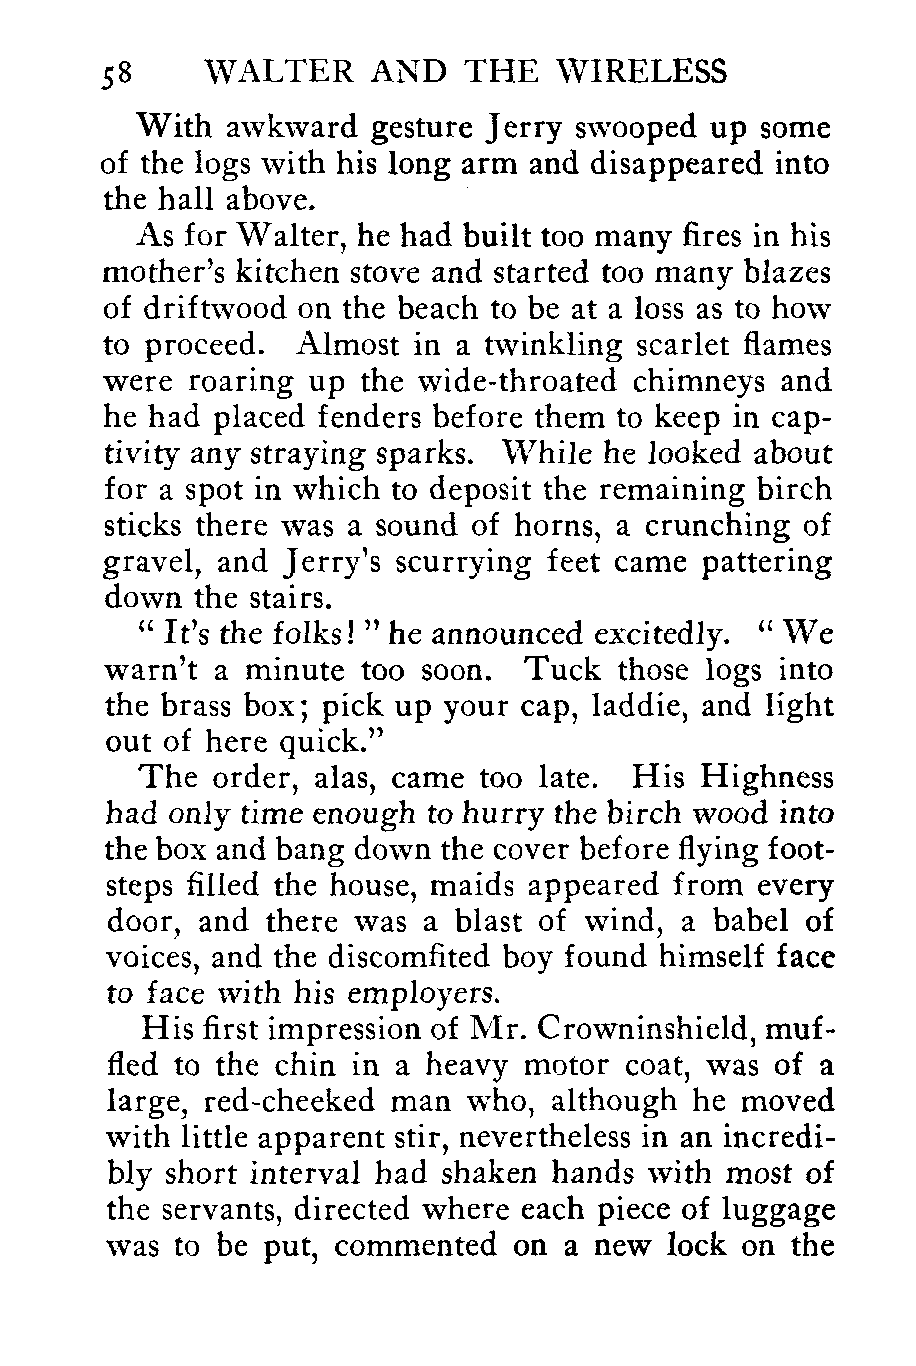 58 WALTER AND THE WIRELESS
With awkward gesture Jerry swooped up some
of the logs with his long arm and disappeared into
the hall above.
As for Walter, he had built too many fires in his
mother's kitchen stove and started too many blazes
of driftwood on the beach to be at a loss as to how
to proceed. Almost in a twinkling scarlet flames
were roaring up the wide-throated chimneys and
he had placed fenders before them to keep in cap-
tivity any straying sparks. While he looked about
for a spot in which to deposit the remaining birch
sticks there was a sound of horns, a crunching of
gravel, and Jerry's scurrying feet came pattering
down the stairs.
" It's the folks! " he announced excitedly. " We
warn't a minute too soon. Tuck those logs into
the brass box; pick up your cap, laddie, and light
out of here quick."
The order, alas, came too late. His Highness
had only time enough to hurry the birch wood into
the box and bang down the cover before flying foot-
steps filled the house, maids appeared from every
door, and there was a blast of wind, a babel of
voices, and the discomfited boy found himself face
to face with his employers.
His first impression of Mr. Crowninshield, muf-
fled to the chin in a heavy motor coat, was of a
large, red-cheeked man who, although he moved
with little apparent stir, nevertheless in an incredi-
bly short interval had shaken hands with most of
the servants, directed where each piece of luggage
was to be put, commented on a new lock on the